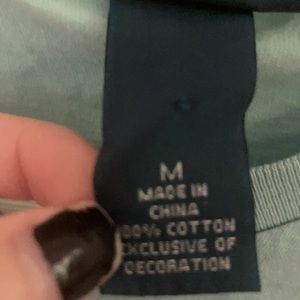 M
MADE IN
CHINA
100% COTTON
EXCLUSIVE OF
DECORATION